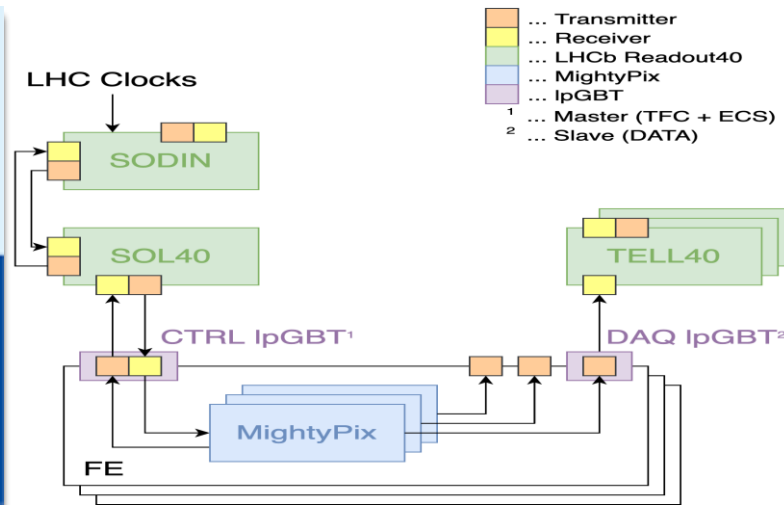 ... Transmitter
... Receiver
... LHCb Readout40
... MightyPix
... lpGBT
¹ ... Master (TFC + ECS)
² ... Slave (DATA)
LHC Clocks
SODIN
SOL40
TELL40
CTRL lpGBT¹
DAQ lpGBT²
MightyPix
FE